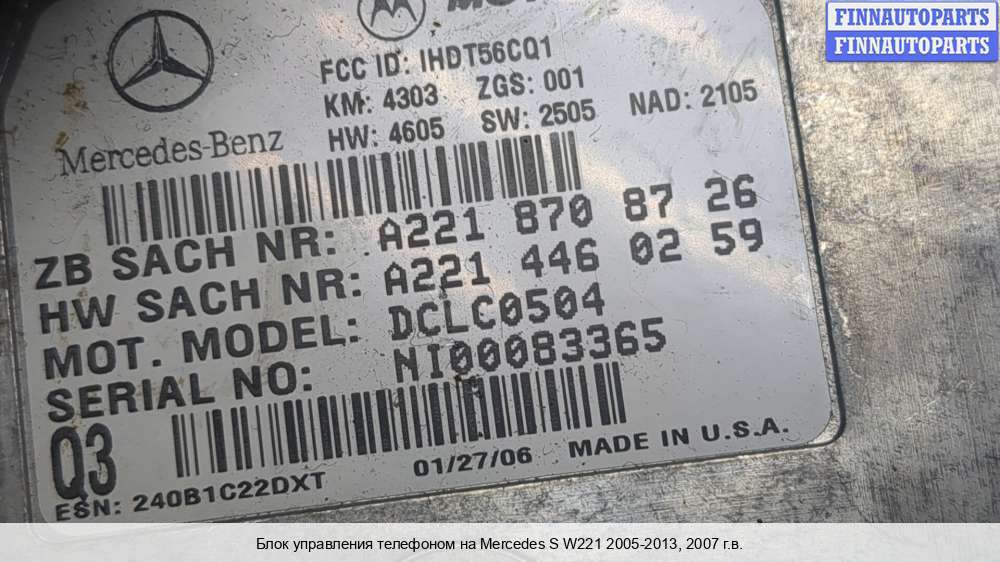 FINNAUTOPARTS
FINNAUTOPARTS
FCC ID: IHDT56CQ1
KM: 4303 ZGS: 001
HW: 4605 SW: 2505 NAD: 2105
Mercedes-Benz
ZB SACH NR: A221 870 87 26
HW SACH NR: A221 446 02 59
MOT. MODEL: DCLC0504
SERIAL NO: NI00083365
Q3
01/27/06 MADE IN U.S.A.
ESN: 240B1C22DXT
Блок управления телефоном на Mercedes S W221 2005-2013, 2007 г.в.